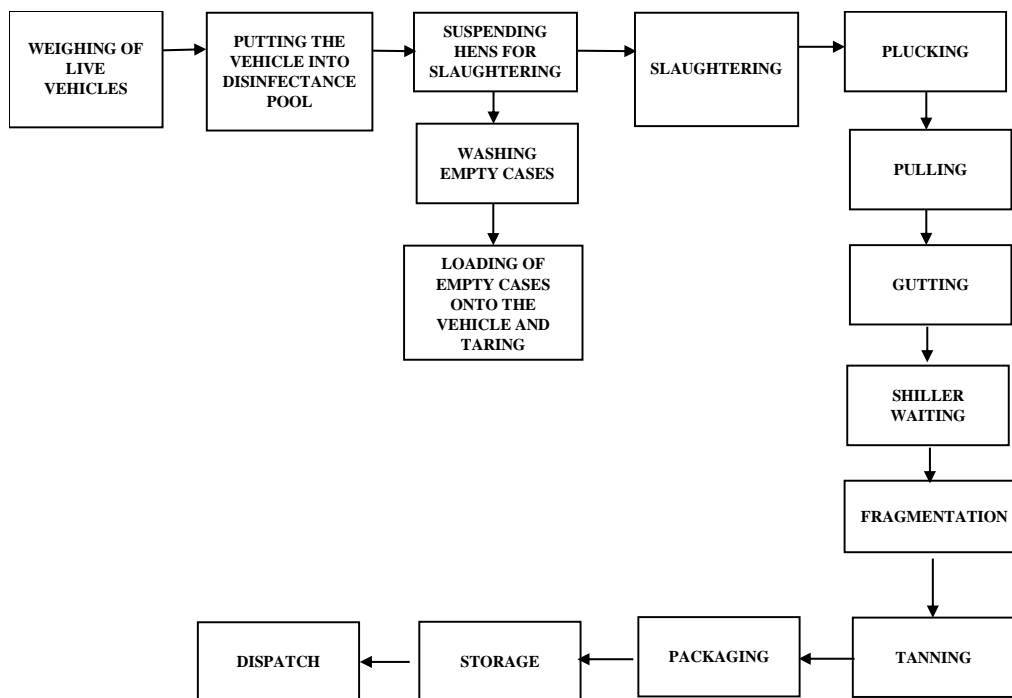 WEIGHING OF
LIVE
VEHICLES
PUTTING THE
VEHICLE INTO
DISINFECTANCE
POOL
SUSPENDING
HENS FOR
SLAUGHTERING
SLAUGHTERING
PLUCKING
WASHING
EMPTY CASES
PULLING
LOADING OF
EMPTY CASES
ONTO THE
VEHICLE AND
TARING
GUTTING
SHILLER
WAITING
FRAGMENTATION
TANNING
PACKAGING
STORAGE
DISPATCH